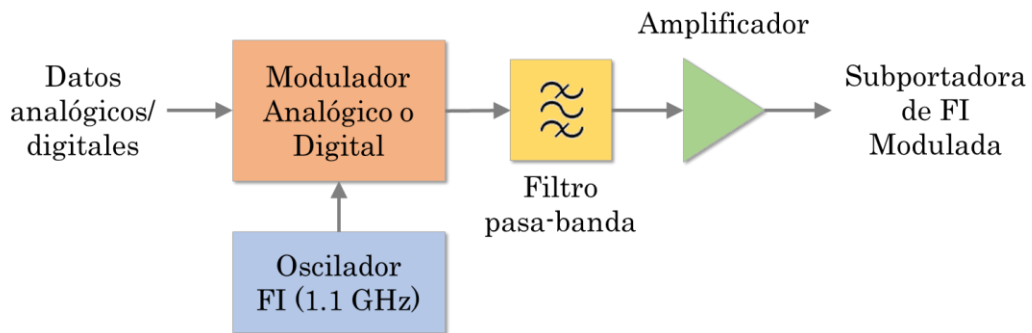 Datos
analógicos/
digitales
Modulador
Analógico o
Digital
Oscilador
FI (1.1 GHz)
Filtro
pasa-banda
Amplificador
Subportadora
de FI
Modulada